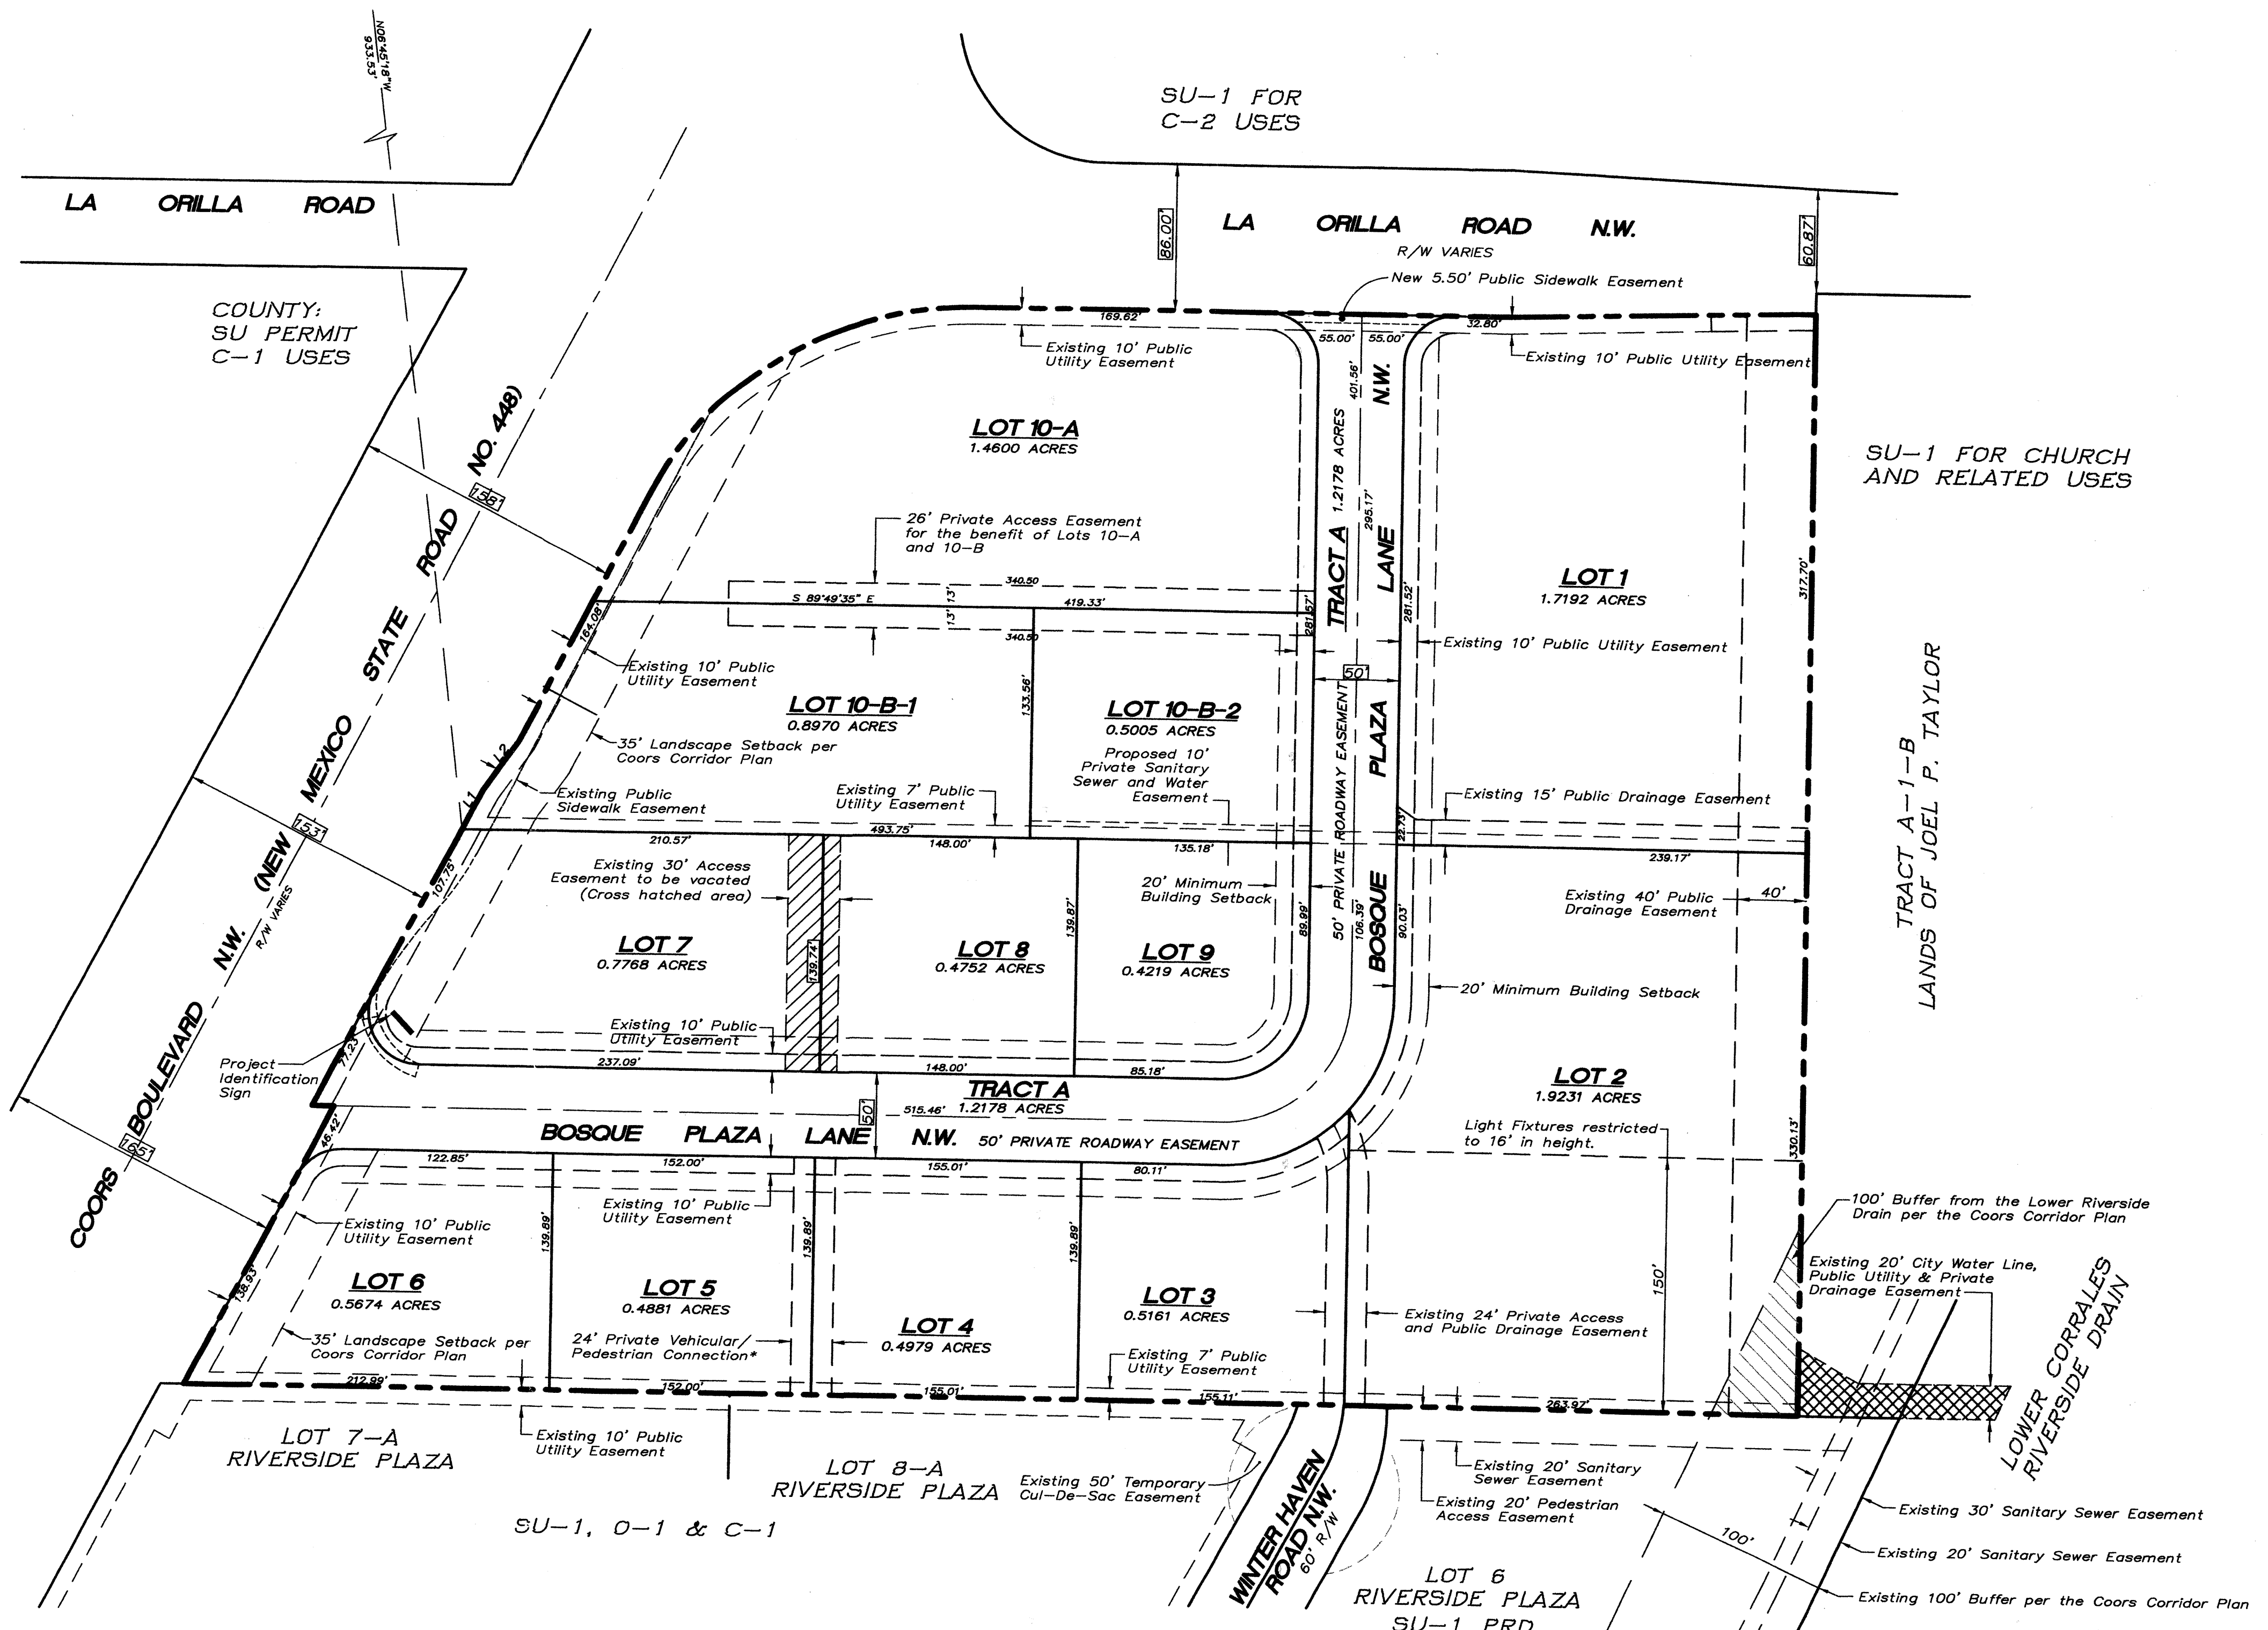 N06°45'18"W
933.53'
SU-1 FOR
C-2 USES
LA ORILLA ROAD
LA ORILLA ROAD N.W.
R/W VARIES
86.00'
60.87'
New 5.50' Public Sidewalk Easement
COUNTY:
SU PERMIT
C-1 USES
169.62'
55.00'
55.00'
32.80'
Existing 10' Public
Utility Easement
Existing 10' Public Utility Easement
LOT 10-A
1.4600 ACRES
401.56'
295.17'
TRACT A 1.2178 ACRES
SU-1 FOR CHURCH
AND RELATED USES
158'
26' Private Access Easement
for the benefit of Lots 10-A
and 10-B
340.50
S 89°49'35" E
13'
13'
419.33'
340.50
281.57'
281.52'
LOT 1
1.7192 ACRES
317.70'
164.08'
Existing 10' Public
Utility Easement
Existing 10' Public Utility Easement
50'
LOT 10-B-1
0.8970 ACRES
133.56'
LOT 10-B-2
0.5005 ACRES
Proposed 10'
Private Sanitary
Sewer and Water
Easement
35' Landscape Setback per
Coors Corridor Plan
L2
L1
Existing Public
Sidewalk Easement
Existing 7' Public
Utility Easement
Existing 15' Public Drainage Easement
22.73'
TRACT A-1-B
LANDS OF JOEL P. TAYLOR
153'
107.75'
210.57'
493.75'
148.00'
135.18'
239.17'
Existing 30' Access
Easement to be vacated
(Cross hatched area)
20' Minimum
Building Setback
Existing 40' Public
Drainage Easement
40'
50' PRIVATE ROADWAY EASEMENT
BOSQUE PLAZA LANE N.W.
106.39'
89.99'
90.03'
139.87'
139.74'
LOT 7
0.7768 ACRES
LOT 8
0.4752 ACRES
LOT 9
0.4219 ACRES
20' Minimum Building Setback
COORS BOULEVARD N.W. (NEW MEXICO STATE ROAD NO. 448)
R/W VARIES
Existing 10' Public
Utility Easement
Project
Identification
Sign
77.23'
237.09'
148.00'
85.18'
TRACT A
1.2178 ACRES
515.46'
50'
BOSQUE PLAZA LANE N.W. 50' PRIVATE ROADWAY EASEMENT
LOT 2
1.9231 ACRES
Light Fixtures restricted
to 16' in height.
330.13'
46.42'
165'
122.85'
152.00'
155.01'
80.11'
Existing 10' Public
Utility Easement
Existing 10' Public
Utility Easement
139.89'
139.89'
139.89'
138.93'
150'
100' Buffer from the Lower Riverside
Drain per the Coors Corridor Plan
Existing 20' City Water Line,
Public Utility & Private
Drainage Easement
LOWER CORRALES
RIVERSIDE DRAIN
LOT 6
0.5674 ACRES
LOT 5
0.4881 ACRES
LOT 4
0.4979 ACRES
LOT 3
0.5161 ACRES
35' Landscape Setback per
Coors Corridor Plan
24' Private Vehicular/
Pedestrian Connection*
Existing 24' Private Access
and Public Drainage Easement
Existing 7' Public
Utility Easement
212.99'
152.00'
155.01'
155.11'
263.97'
LOT 7-A
RIVERSIDE PLAZA
Existing 10' Public
Utility Easement
LOT 8-A
RIVERSIDE PLAZA
Existing 50' Temporary
Cul-De-Sac Easement
SU-1, O-1 & C-1
WINTER HAVEN
ROAD N.W.
60' R/W
Existing 20' Sanitary
Sewer Easement
Existing 20' Pedestrian
Access Easement
100'
Existing 30' Sanitary Sewer Easement
Existing 20' Sanitary Sewer Easement
Existing 100' Buffer per the Coors Corridor Plan
LOT 6
RIVERSIDE PLAZA
SU-1 PRD